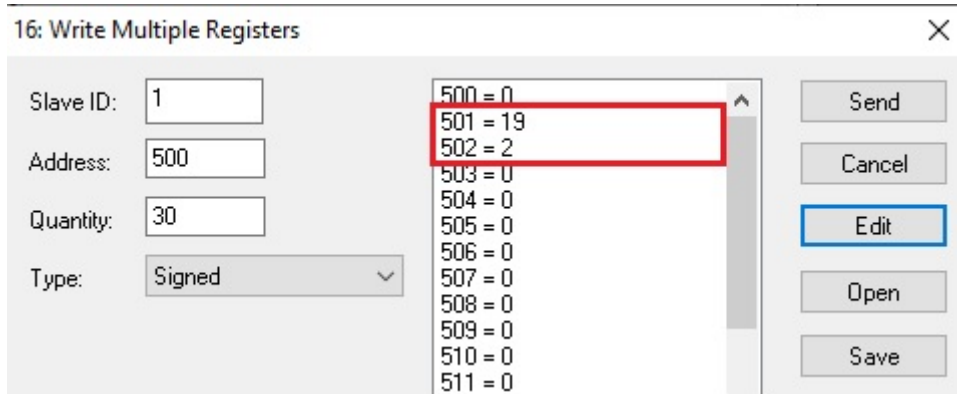 16: Write Multiple Registers
Slave ID: 1
Address: 500
Quantity: 30
Type: Signed
500 = 0
501 = 19
502 = 2
503 = 0
504 = 0
505 = 0
506 = 0
507 = 0
508 = 0
509 = 0
510 = 0
511 = 0
Send
Cancel
Edit
Open
Save